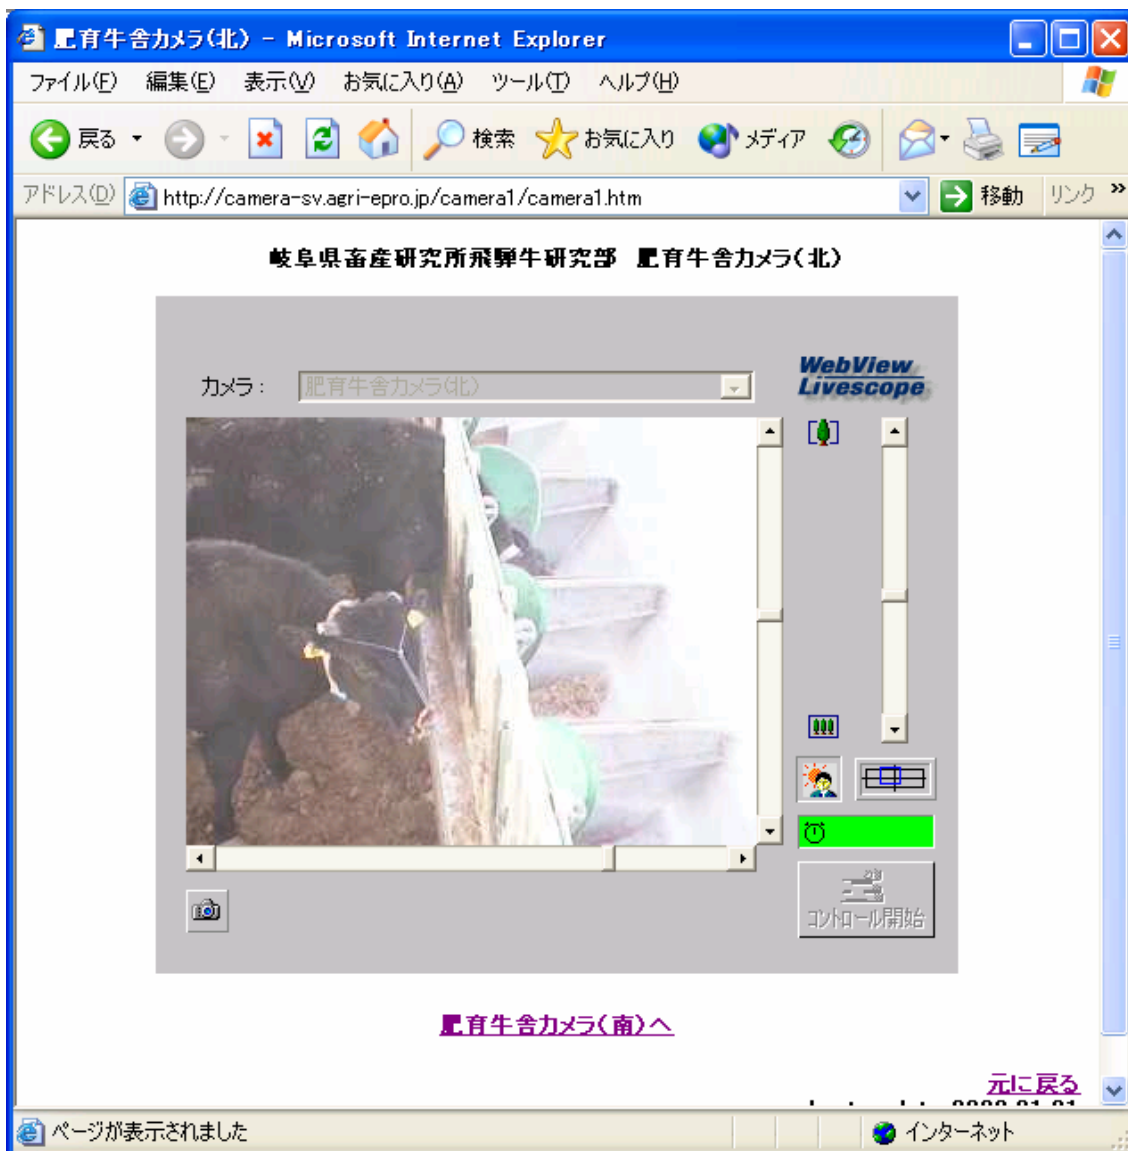 肥育牛舎カメラ(北) - Microsoft Internet Explorer
ファイル(F) 編集(E) 表示(V) お気に入り(A) ツール(T) ヘルプ(H)
戻る 検索 お気に入り メディア
アドレス(D) http://camera-sv.agri-epro.jp/camera1/camera1.htm 移動 リンク »
岐阜県畜産研究所飛騨牛研究部 肥育牛舎カメラ(北)
カメラ: 肥育牛舎カメラ(北)
WebView
Livescope
コントロール開始
肥育牛舎カメラ(南)へ
元に戻る
ページが表示されました インターネット